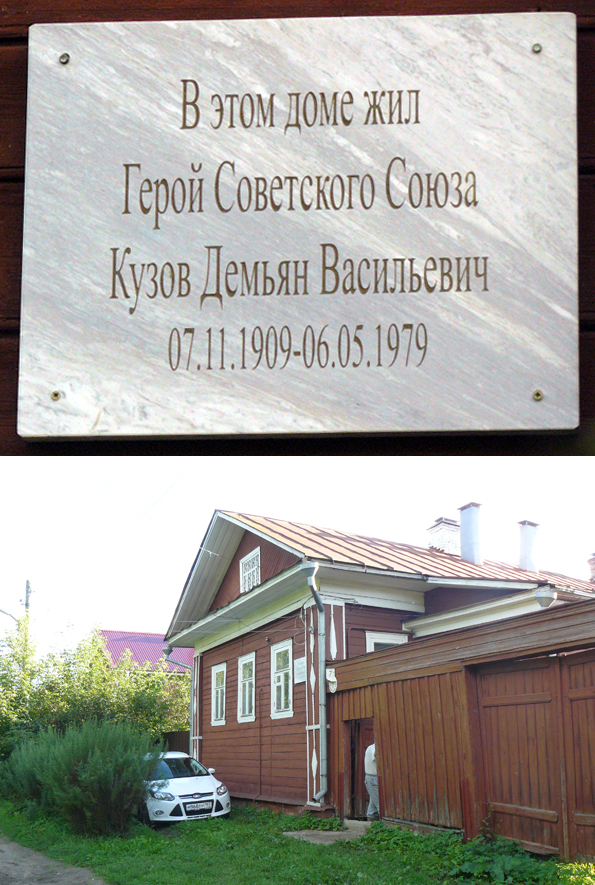 В этом доме жил
Герой Советского Союза
Кузов Демьян Васильевич
07.11.1909-06.05.1979